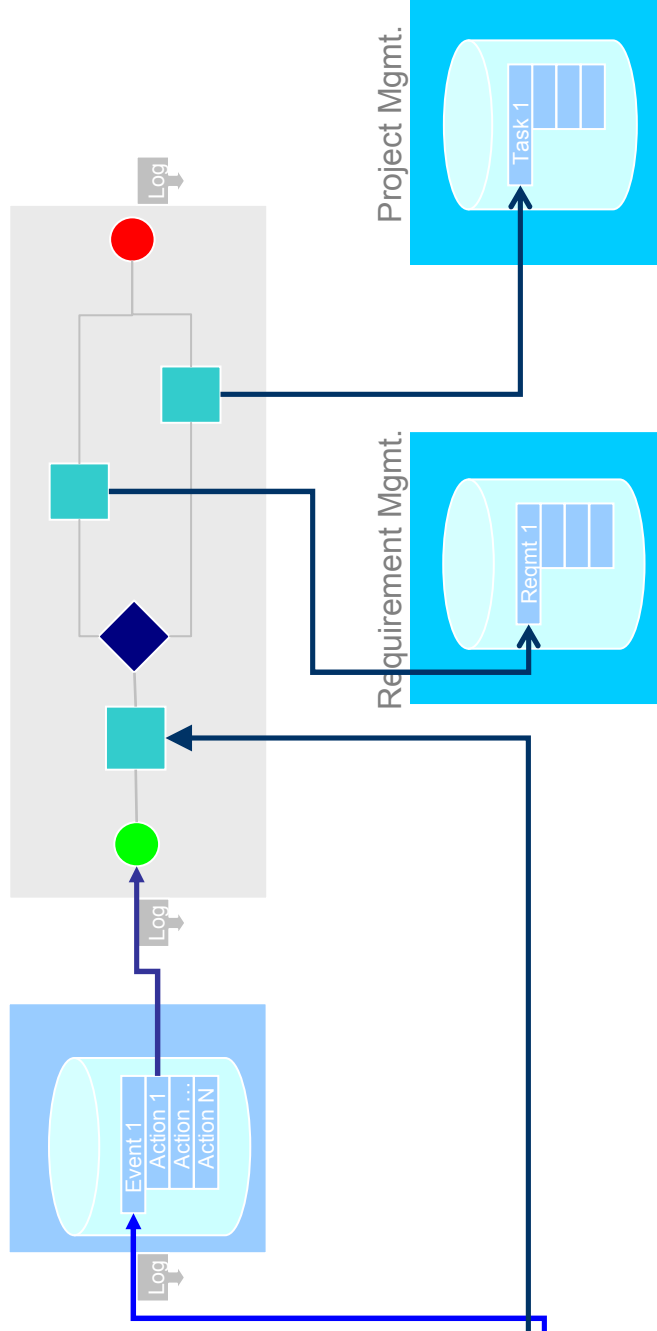 Log
Event 1
Action 1
Action ...
Action N
Log
Log
Requirement Mgmt.
Reqmt 1
Project Mgmt.
Task 1